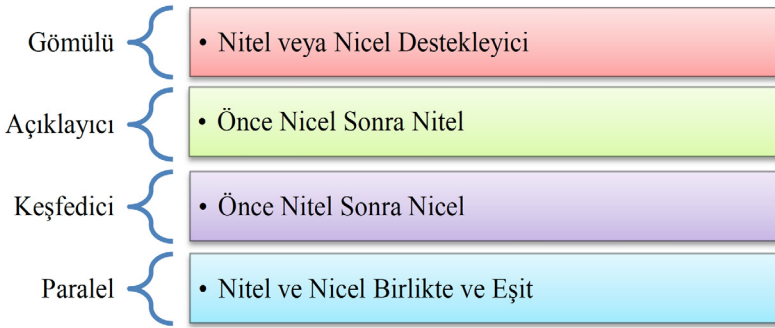 Gömülü
• Nitel veya Nicel Destekleyici
Açıklayıcı
• Önce Nicel Sonra Nitel
Keşfedici
• Önce Nitel Sonra Nicel
Paralel
• Nitel ve Nicel Birlikte ve Eşit